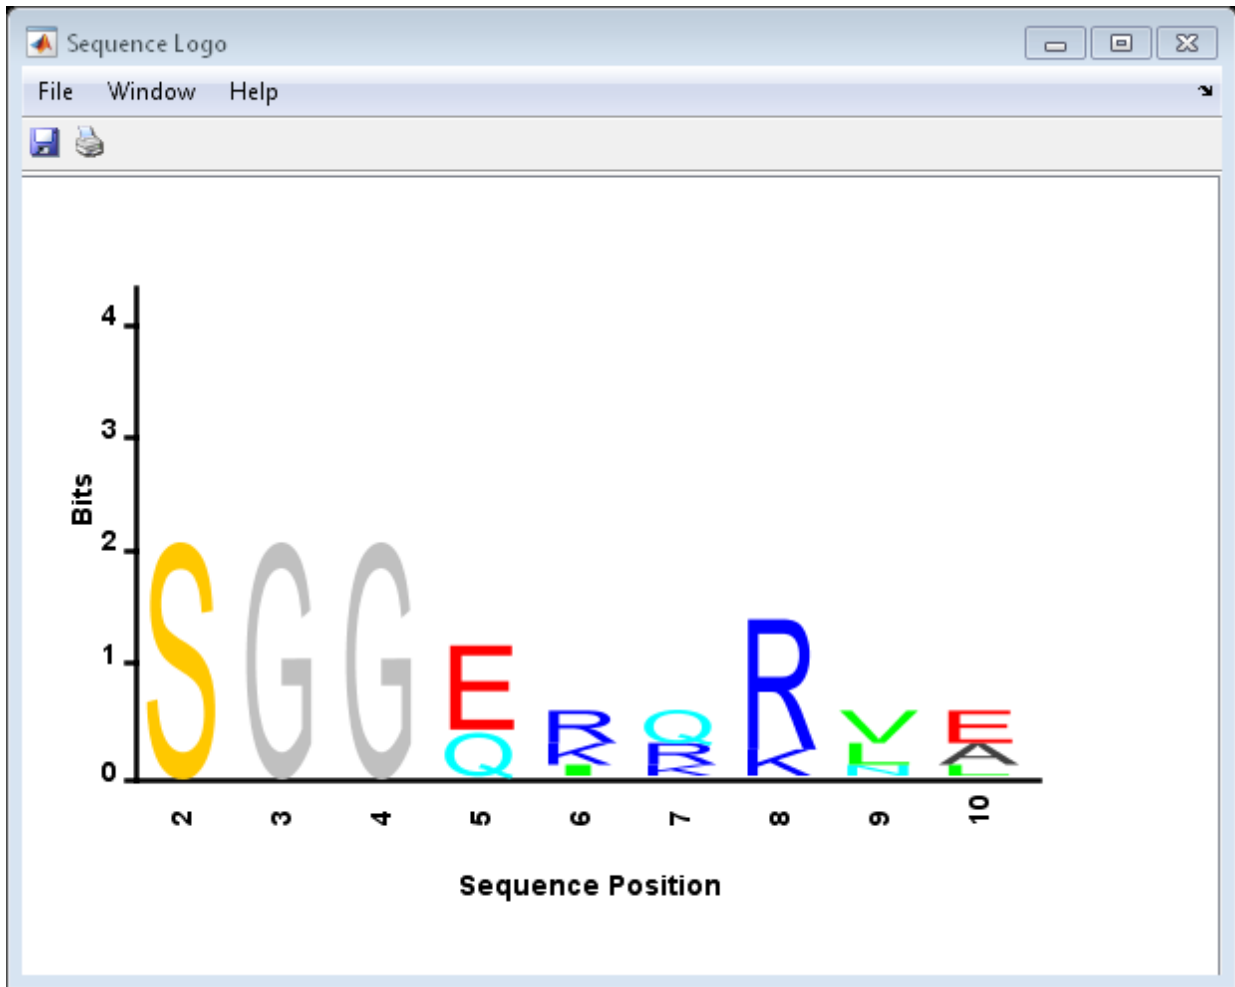 Sequence Logo
File Window Help
4
3
2
1
0
Bits
S G G E R Q R V E
Q K R K L A
K N L
2 3 4 5 6 7 8 9 10
Sequence Position